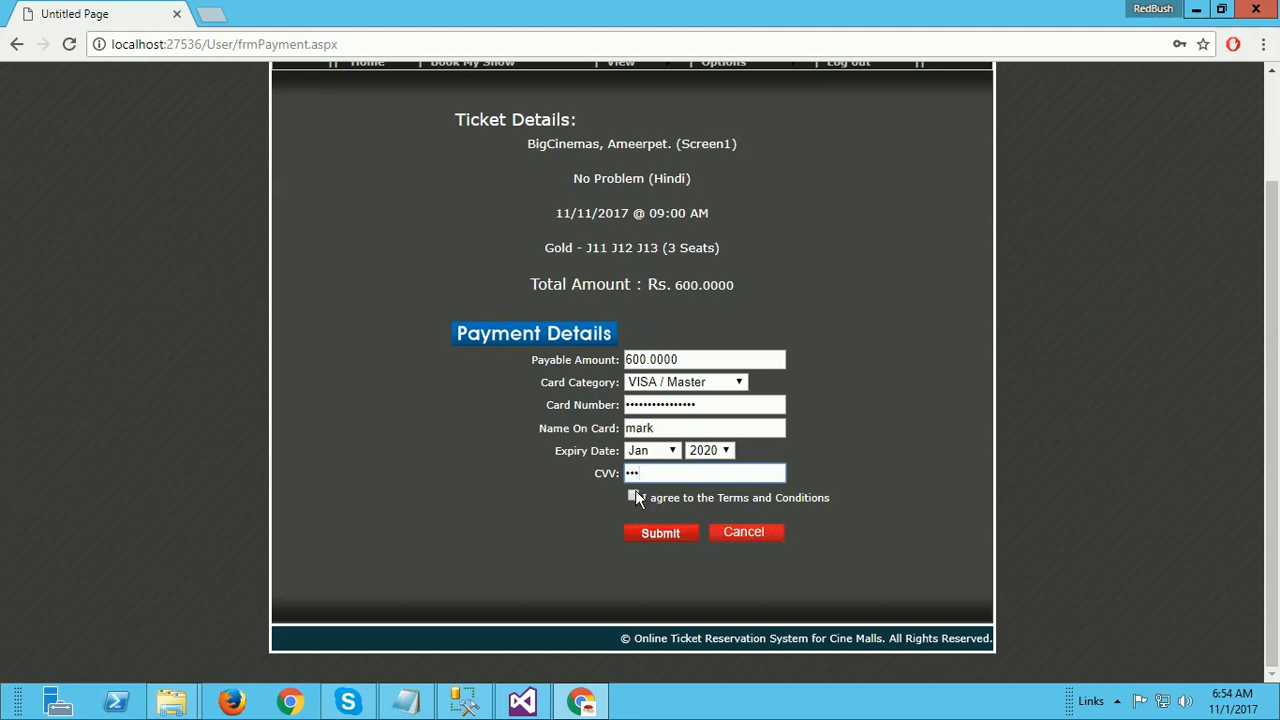 Untitled Page
RedBush
localhost:27536/User/frmPayment.aspx
|| Home | Book My Show | View | Options | Log out ||
Ticket Details:
BigCinemas, Ameerpet. (Screen1)
No Problem (Hindi)
11/11/2017 @ 09:00 AM
Gold - J11 J12 J13 (3 Seats)
Total Amount : Rs. 600.0000
Payment Details
Payable Amount: 600.0000
Card Category: VISA / Master
Card Number: ••••••••••••••••
Name On Card: mark
Expiry Date: Jan 2020
CVV: •••
I agree to the Terms and Conditions
Submit Cancel
© Online Ticket Reservation System for Cine Malls. All Rights Reserved.
Links
6:54 AM
11/1/2017